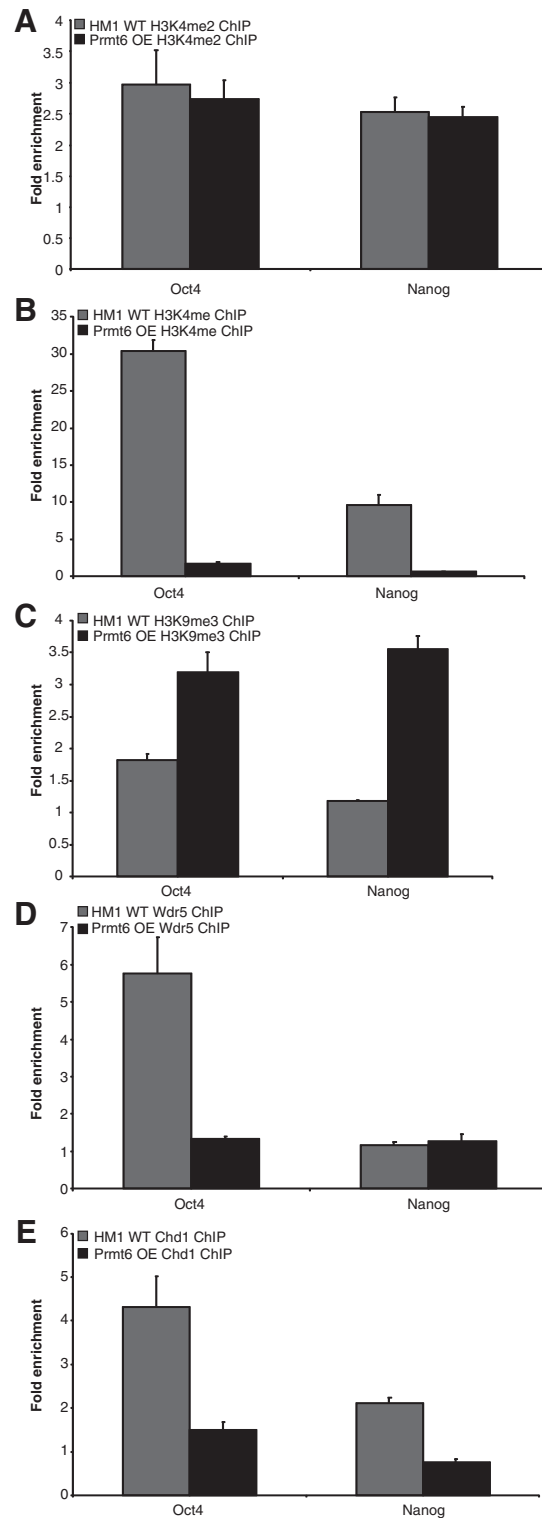 A
HM1 WT H3K4me2 ChIP
Prmt6 OE H3K4me2 ChIP
Fold enrichment
4
3.5
3
2.5
2
1.5
1
0.5
0
Oct4 Nanog
B
HM1 WT H3K4me ChIP
Prmt6 OE H3K4me ChIP
Fold enrichment
35
30
25
20
15
10
5
0
Oct4 Nanog
C
HM1 WT H3K9me3 ChIP
Prmt6 OE H3K9me3 ChIP
Fold enrichment
4
3.5
3
2.5
2
1.5
1
0.5
0
Oct4 Nanog
D
HM1 WT Wdr5 ChIP
Prmt6 OE Wdr5 ChIP
Fold enrichment
7
6
5
4
3
2
1
0
Oct4 Nanog
E
HM1 WT Chd1 ChIP
Prmt6 OE Chd1 ChIP
Fold enrichment
6
5
4
3
2
1
0
Oct4 Nanog